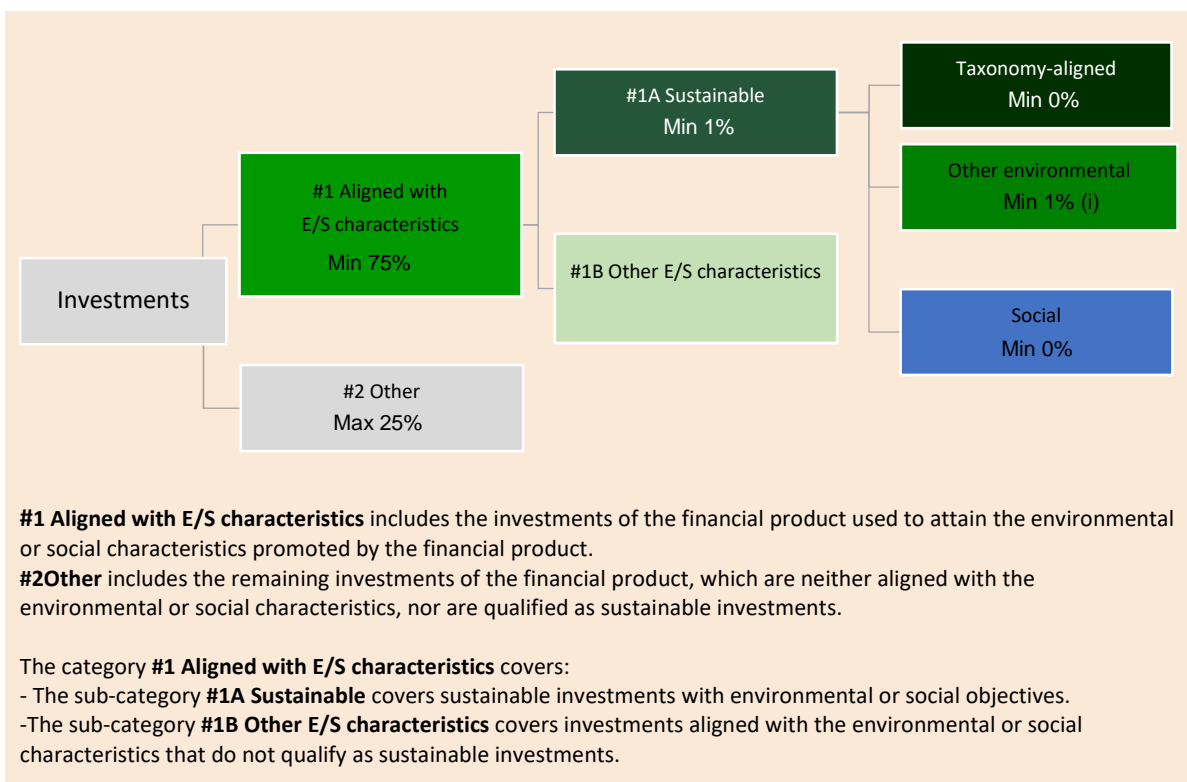 Investments
#1 Aligned with
E/S characteristics
Min 75%
#2 Other
Max 25%
#1A Sustainable
Min 1%
#1B Other E/S characteristics
Taxonomy-aligned
Min 0%
Other environmental
Min 1% (i)
Social
Min 0%
#1 Aligned with E/S characteristics includes the investments of the financial product used to attain the environmental
or social characteristics promoted by the financial product.
#2Other includes the remaining investments of the financial product, which are neither aligned with the
environmental or social characteristics, nor are qualified as sustainable investments.
The category #1 Aligned with E/S characteristics covers:
- The sub-category #1A Sustainable covers sustainable investments with environmental or social objectives.
-The sub-category #1B Other E/S characteristics covers investments aligned with the environmental or social
characteristics that do not qualify as sustainable investments.